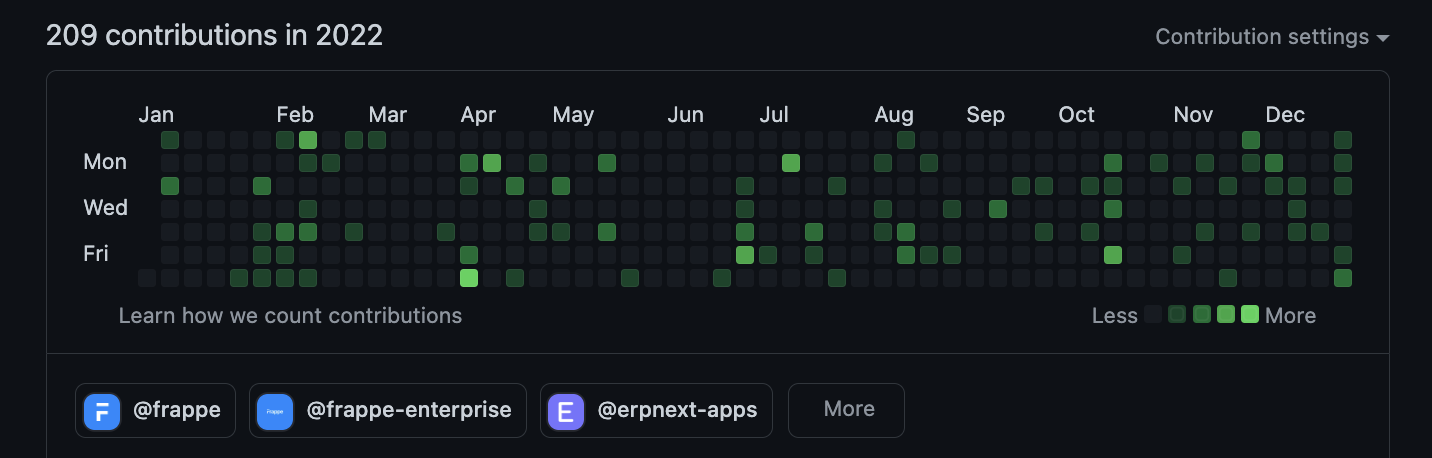 209 contributions in 2022
Contribution settings
Jan Feb Mar Apr May Jun Jul Aug Sep Oct Nov Dec
Mon
Wed
Fri
Learn how we count contributions
Less More
F @frappe Frappe @frappe-enterprise E @erpnext-apps More